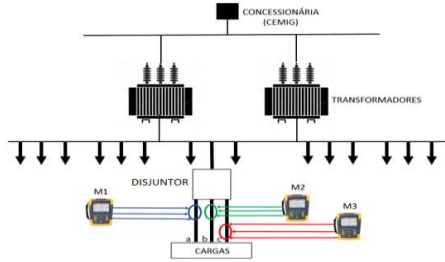 CONCESSIONÁRIA
(CEMIG)
TRANSFORMADORES
DISJUNTOR
M1
M2
M3
a b c
CARGAS